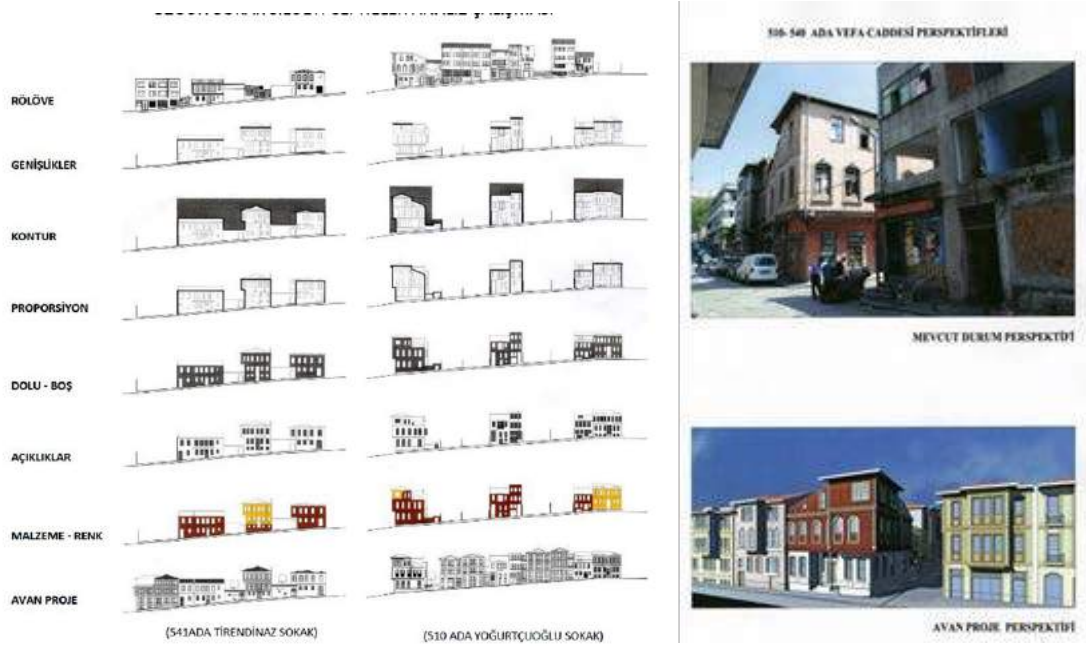 RÖLÖVE
GENİŞLİKLER
KONTUR
PROPORSİYON
DOLU - BOŞ
AÇIKLIKLAR
MALZEME - RENK
AVAN PROJE
(541ADA TİRENDİNAZ SOKAK)
(510 ADA YOĞURTÇUOĞLU SOKAK)
510- 540 ADA VEFA CADDESİ PERSPEKTİFLERİ
MEVCUT DURUM PERSPEKTİFİ
AVAN PROJE PERSPEKTİFİ